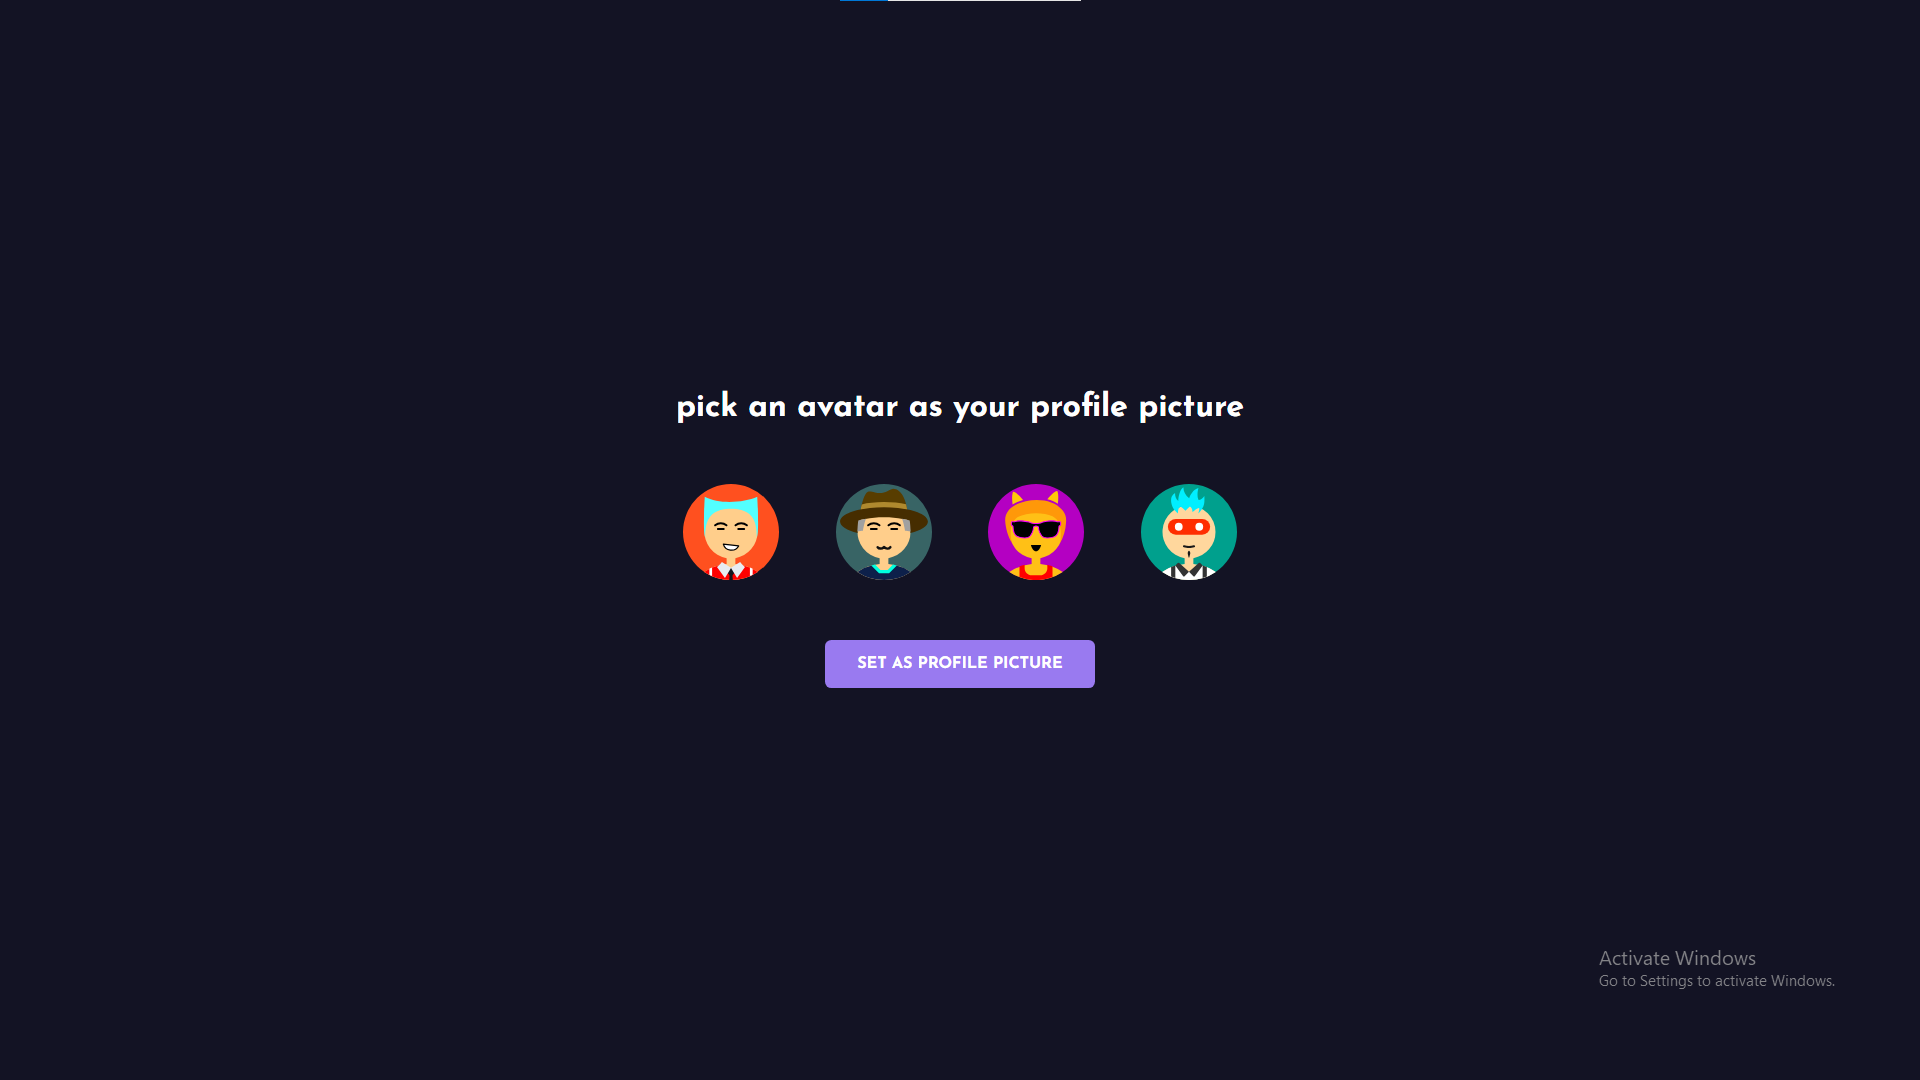 pick an avatar as your profile picture
SET AS PROFILE PICTURE
Activate Windows
Go to Settings to activate Windows.